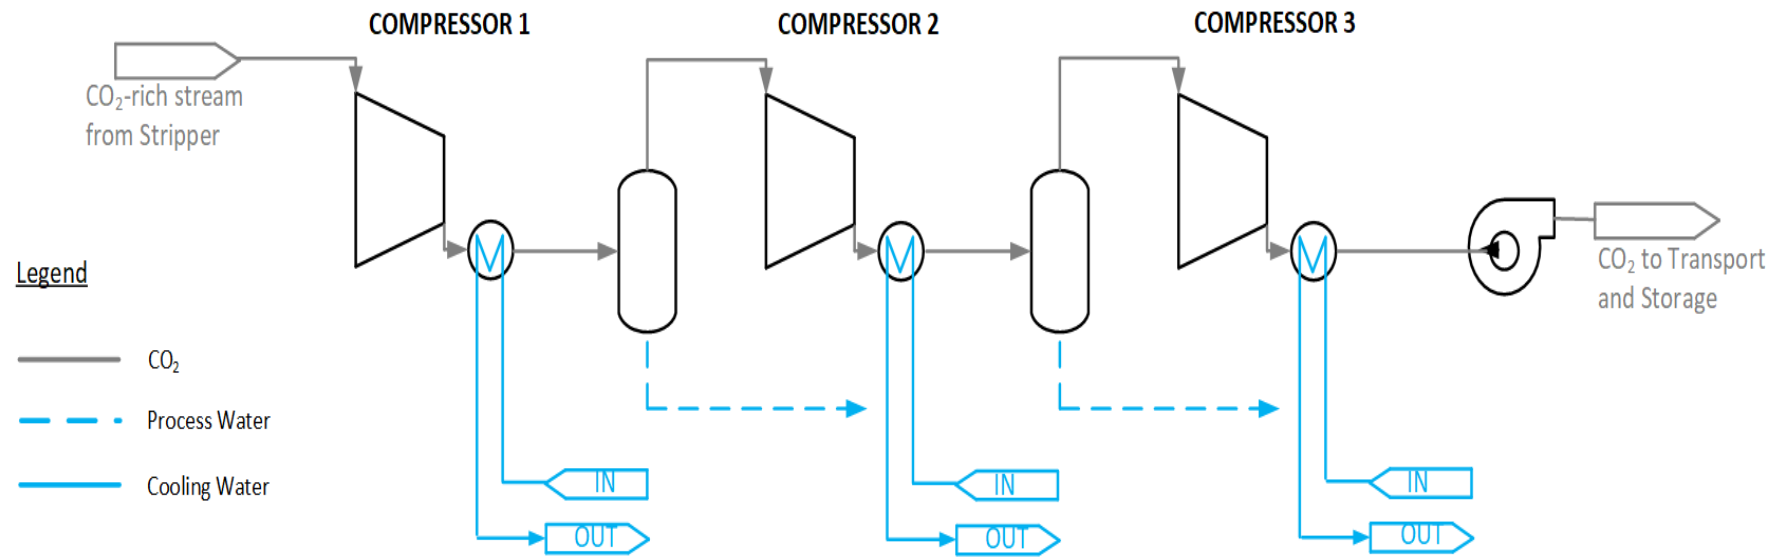 COMPRESSOR 1
COMPRESSOR 2
COMPRESSOR 3
CO₂-rich stream
from Stripper
CO₂ to Transport
and Storage
Legend
CO₂
Process Water
Cooling Water
IN
OUT
IN
OUT
IN
OUT